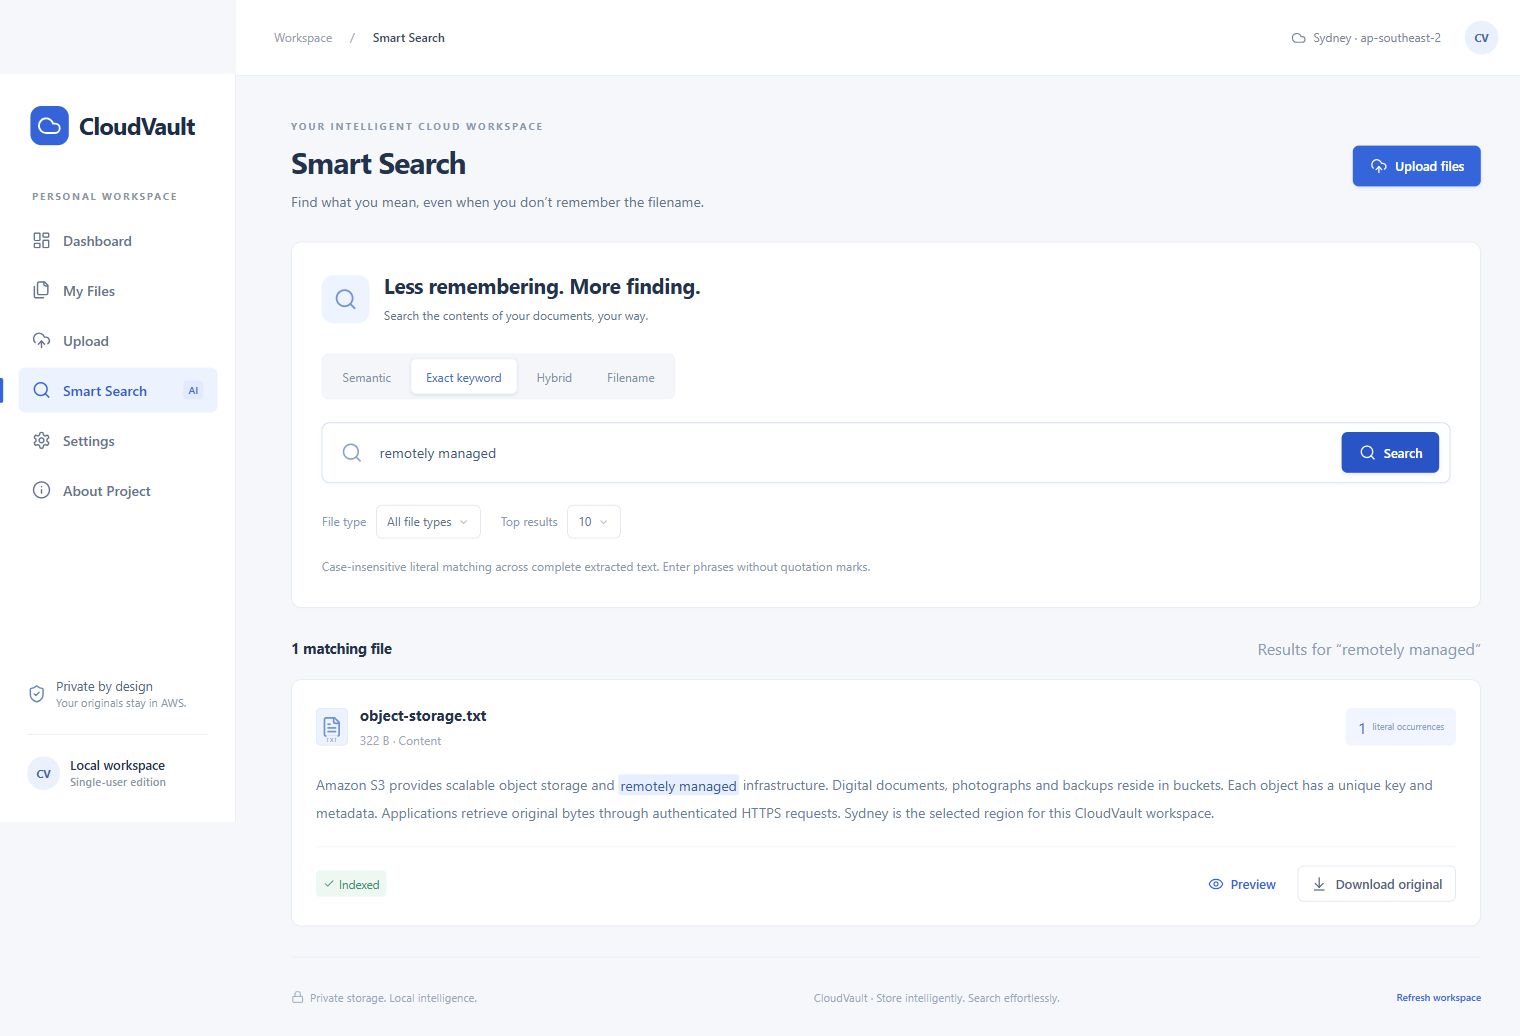 Workspace / Smart Search
Sydney · ap-southeast-2
CV
CloudVault
PERSONAL WORKSPACE
Dashboard
My Files
Upload
Smart Search AI
Settings
About Project
Private by design
Your originals stay in AWS.
CV
Local workspace
Single-user edition
YOUR INTELLIGENT CLOUD WORKSPACE
Smart Search
Find what you mean, even when you don’t remember the filename.
Upload files
Less remembering. More finding.
Search the contents of your documents, your way.
Semantic Exact keyword Hybrid Filename
remotely managed
Search
File type All file types Top results 10
Case-insensitive literal matching across complete extracted text. Enter phrases without quotation marks.
1 matching file
Results for “remotely managed”
TXT
object-storage.txt
322 B · Content
1 literal occurrences
Amazon S3 provides scalable object storage and remotely managed infrastructure. Digital documents, photographs and backups reside in buckets. Each object has a unique key and
metadata. Applications retrieve original bytes through authenticated HTTPS requests. Sydney is the selected region for this CloudVault workspace.
Indexed
Preview
Download original
Private storage. Local intelligence.
CloudVault · Store intelligently. Search effortlessly.
Refresh workspace